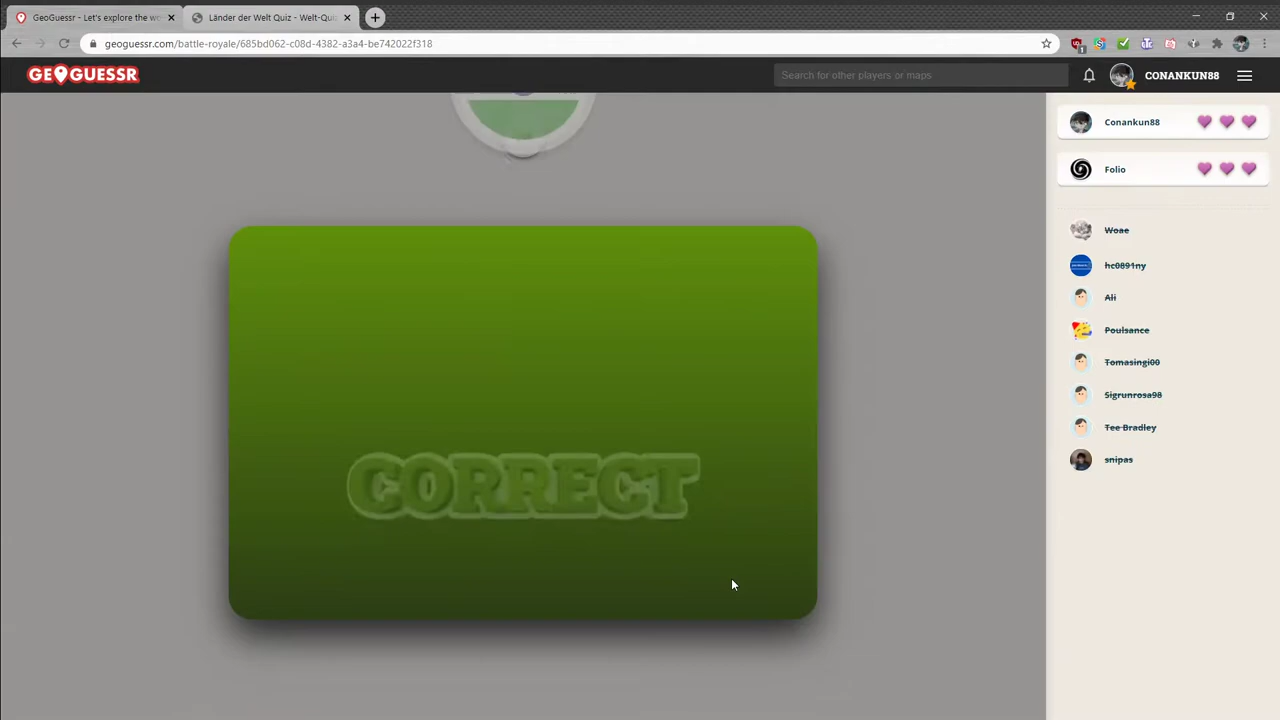 GeoGuessr - Let's explore the wo
Länder der Welt Quiz - Welt-Quiz
geoguessr.com/battle-royale/685bd062-c08d-4382-a3a4-be742022f318
GEOGUESSR
Search for other players or maps
CONANKUN88
Conankun88
Folio
Woae
hc0891ny
Ali
Poulsance
Tomasingi00
Sigrunrosa98
Tee Bradley
snipas
CORRECT